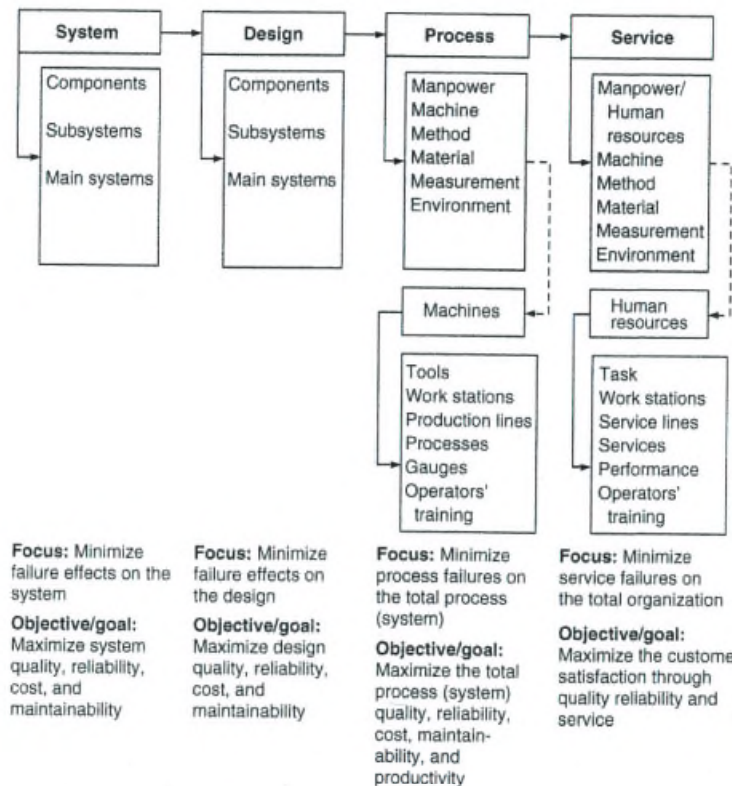 System
Design
Process
Service
Components
Subsystems
Main systems
Components
Subsystems
Main systems
Manpower
Machine
Method
Material
Measurement
Environment
Manpower/
Human
resources
Machine
Method
Material
Measurement
Environment
Machines
Human
resources
Tools
Work stations
Production lines
Processes
Gauges
Operators'
training
Task
Work stations
Service lines
Services
Performance
Operators'
training
Focus: Minimize
failure effects on the
system
Objective/goal:
Maximize system
quality, reliability,
cost, and
maintainability
Focus: Minimize
failure effects on
the design
Objective/goal:
Maximize design
quality, reliability,
cost, and
maintainability
Focus: Minimize
process failures on
the total process
(system)
Objective/goal:
Maximize the total
process (system)
quality, reliability,
cost, maintain-
ability, and
productivity
Focus: Minimize
service failures on
the total organization
Objective/goal:
Maximize the custome
satisfaction through
quality reliability and
service